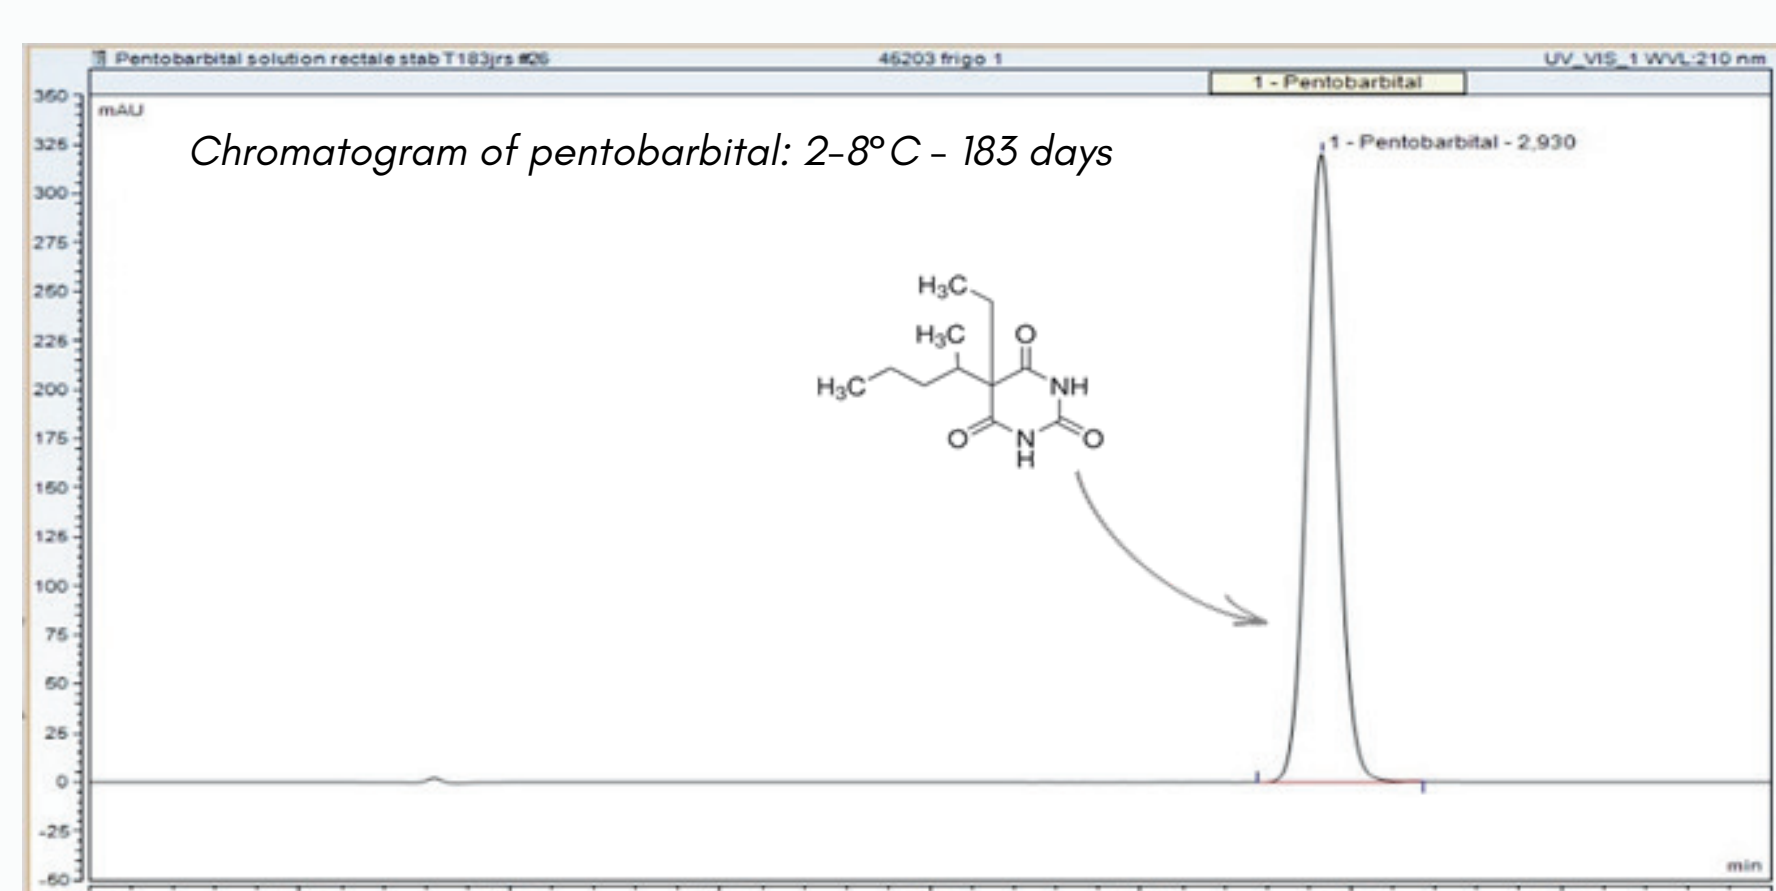 Pentobarbital solution rectale stab T183jrs #26
46203 frigo 1
UV_VIS_1 WVL:210 nm
1 - Pentobarbital
350
mAU
1 - Pentobarbital - 2,930
325
Chromatogram of pentobarbital: 2-8°C - 183 days
300
275
250
H₃C
225
H₃C
O
200
H₃C
NH
175
O
N
H
O
150
125
100
75
50
25
0
-25
-50
min